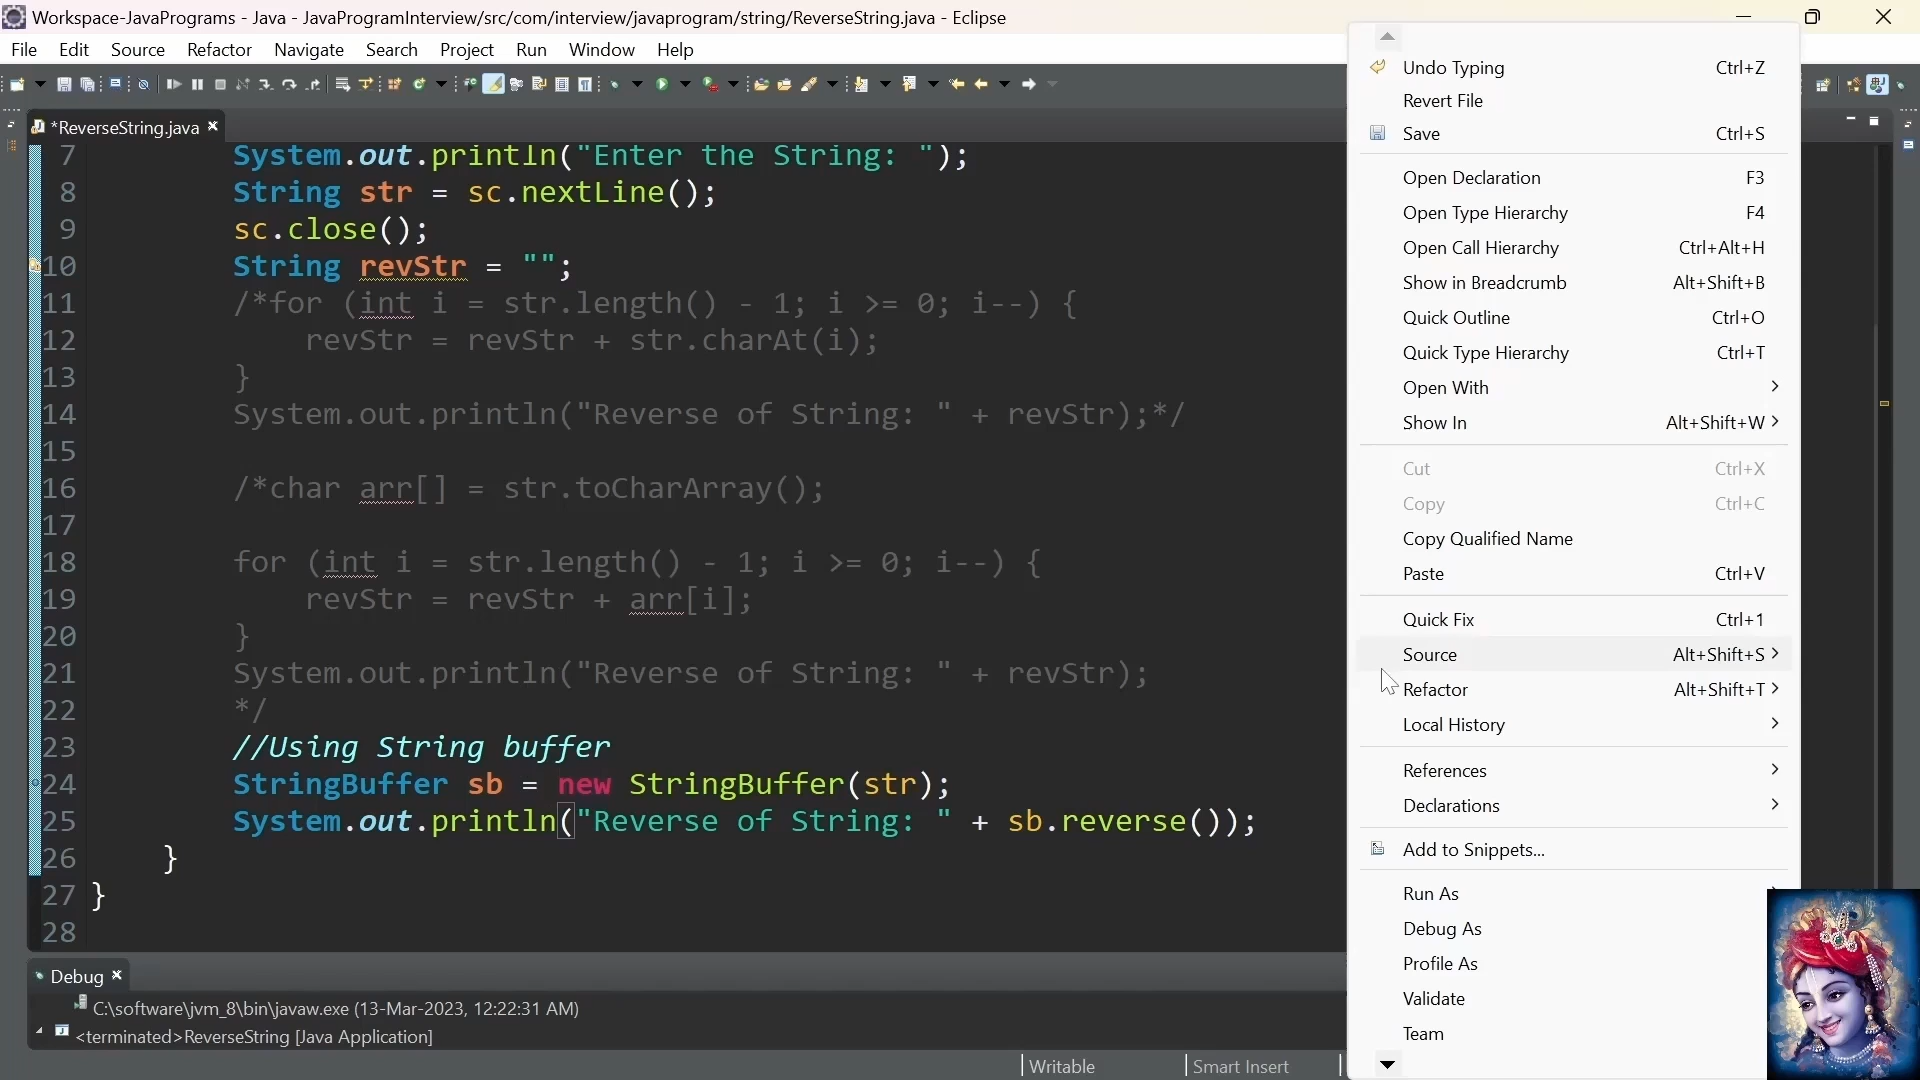 Workspace-JavaPrograms - Java - JavaProgramInterview/src/com/interview/javaprogram/string/ReverseString.java - Eclipse
File Edit Source Refactor Navigate Search Project Run Window Help
*ReverseString.java
7 System.out.println("Enter the String: ");
8 String str = sc.nextLine();
9 sc.close();
10 String revStr = "";
11 /*for (int i = str.length() - 1; i >= 0; i--) {
12 revStr = revStr + str.charAt(i);
13 }
14 System.out.println("Reverse of String: " + revStr);*/
15
16 /*char arr[] = str.toCharArray();
17
18 for (int i = str.length() - 1; i >= 0; i--) {
19 revStr = revStr + arr[i];
20 }
21 System.out.println("Reverse of String: " + revStr);
22 */
23 //Using String buffer
24 StringBuffer sb = new StringBuffer(str);
25 System.out.println("Reverse of String: " + sb.reverse());
26 }
27 }
28
Debug
C:\software\jvm_8\bin\javaw.exe (13-Mar-2023, 12:22:31 AM)
<terminated>ReverseString [Java Application]
Writable Smart Insert
Undo Typing Ctrl+Z
Revert File
Save Ctrl+S
Open Declaration F3
Open Type Hierarchy F4
Open Call Hierarchy Ctrl+Alt+H
Show in Breadcrumb Alt+Shift+B
Quick Outline Ctrl+O
Quick Type Hierarchy Ctrl+T
Open With
Show In Alt+Shift+W
Cut Ctrl+X
Copy Ctrl+C
Copy Qualified Name
Paste Ctrl+V
Quick Fix Ctrl+1
Source Alt+Shift+S
Refactor Alt+Shift+T
Local History
References
Declarations
Add to Snippets...
Run As
Debug As
Profile As
Validate
Team